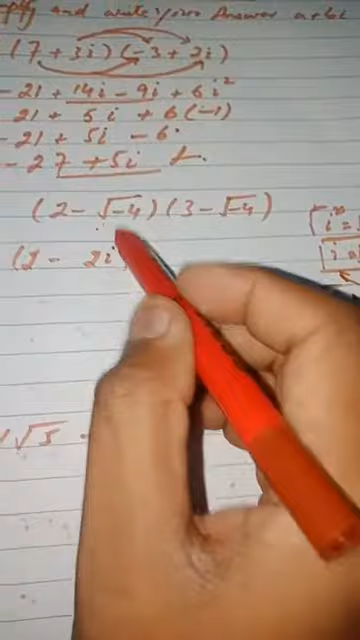 and write your Answer
(7 + 3i)(-3 + 2i)
- 21 + 14i - 9i + 6i²
21 + 5i + 6(-1)
- 21 + 5i - 6
- 27 + 5i
(2 - √-4)(3 - √-4)
(2 - 2i
√3